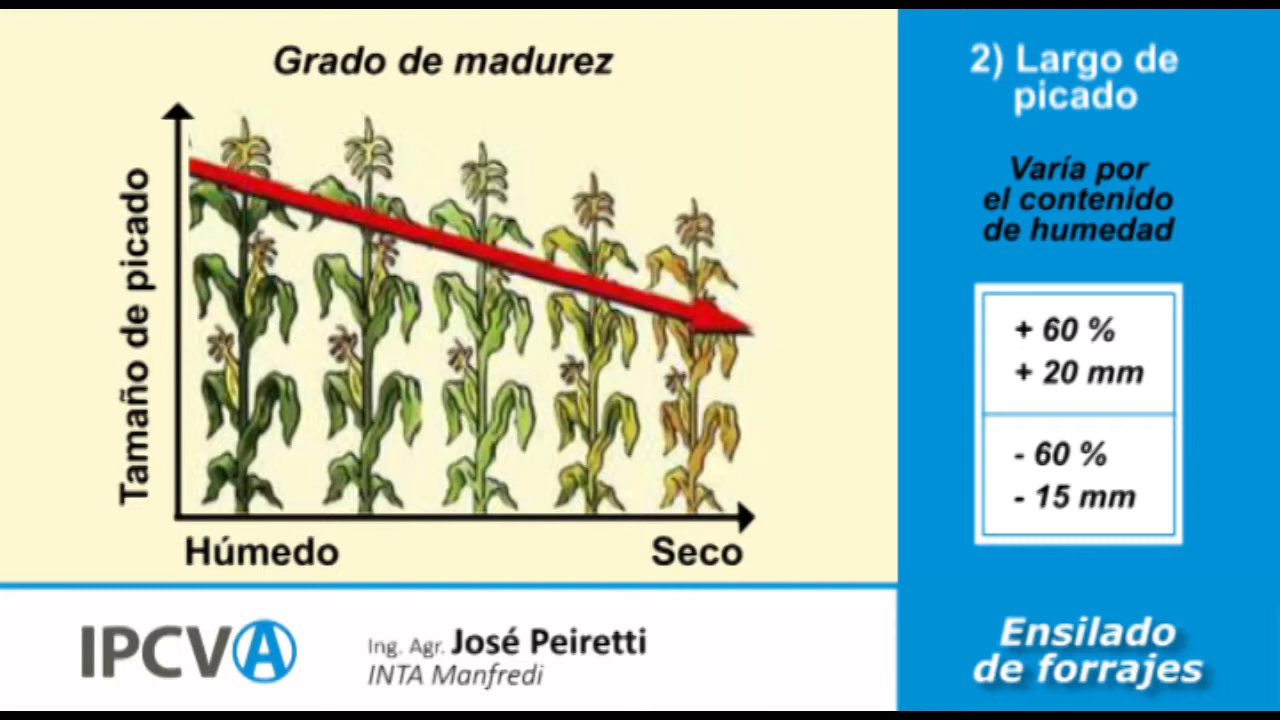 Grado de madurez
Tamaño de picado
Húmedo
Seco
2) Largo de
picado
Varía por
el contenido
de humedad
+ 60 %
+ 20 mm
- 60 %
- 15 mm
IPCVA
Ing. Agr. José Peiretti
INTA Manfredi
Ensilado
de forrajes